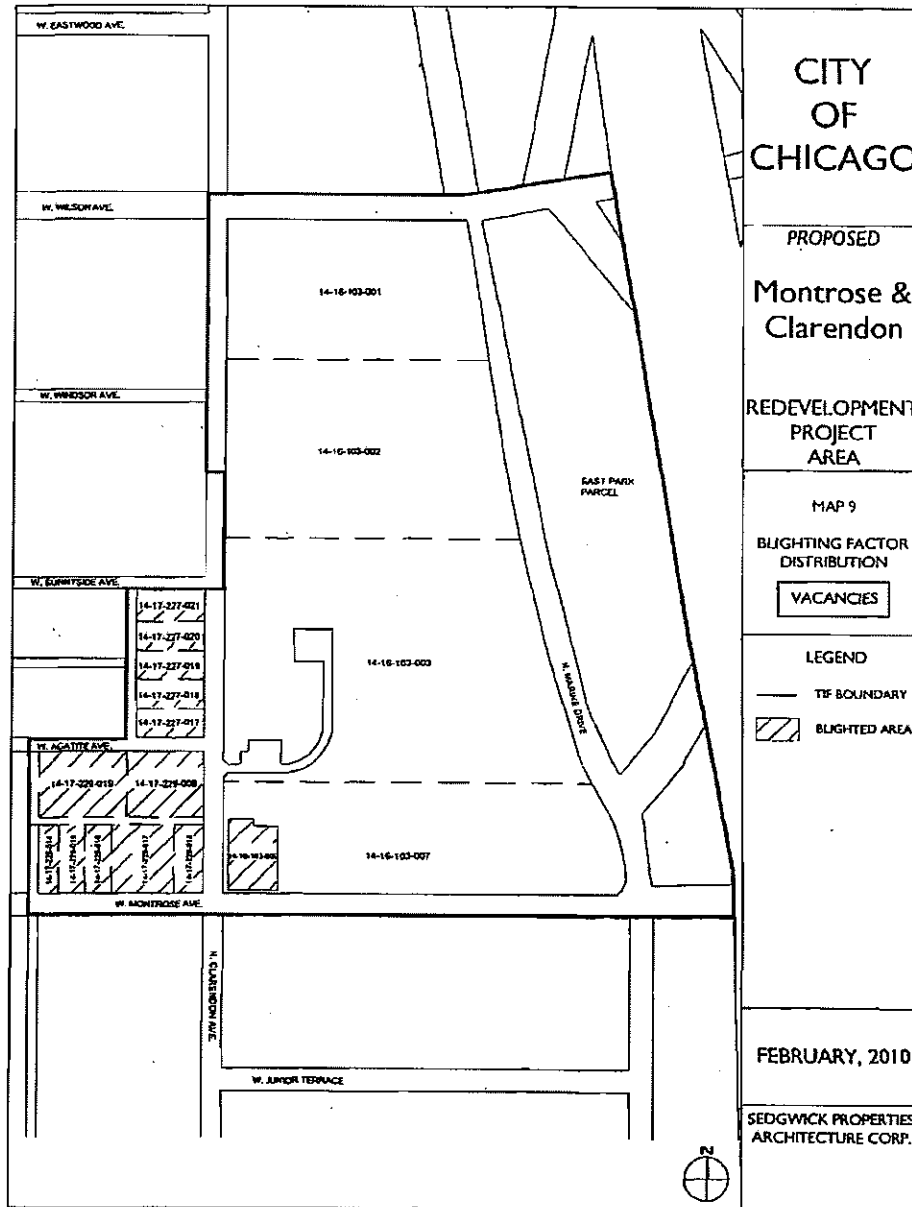 W. EASTWOOD AVE.
W. WILSON AVE.
14-16-103-001
W. WINDSOR AVE.
14-16-103-002
EAST PARK
PARCEL
W. SUNNYSIDE AVE.
14-17-227-021
14-17-227-020
14-17-227-019
14-17-227-018
14-17-227-017
14-16-103-003
N. MARINE DRIVE
W. AGATITE AVE.
14-17-229-019
14-17-229-009
14-16-103-007
W. MONTROSE AVE.
N. CLARENDON AVE.
W. JUNIOR TERRACE
N
CITY
OF
CHICAGO
PROPOSED
Montrose &
Clarendon
REDEVELOPMENT
PROJECT
AREA
MAP 9
BLIGHTING FACTOR
DISTRIBUTION
VACANCIES
LEGEND
TIF BOUNDARY
BLIGHTED AREA
FEBRUARY, 2010
SEDGWICK PROPERTIES
ARCHITECTURE CORP.